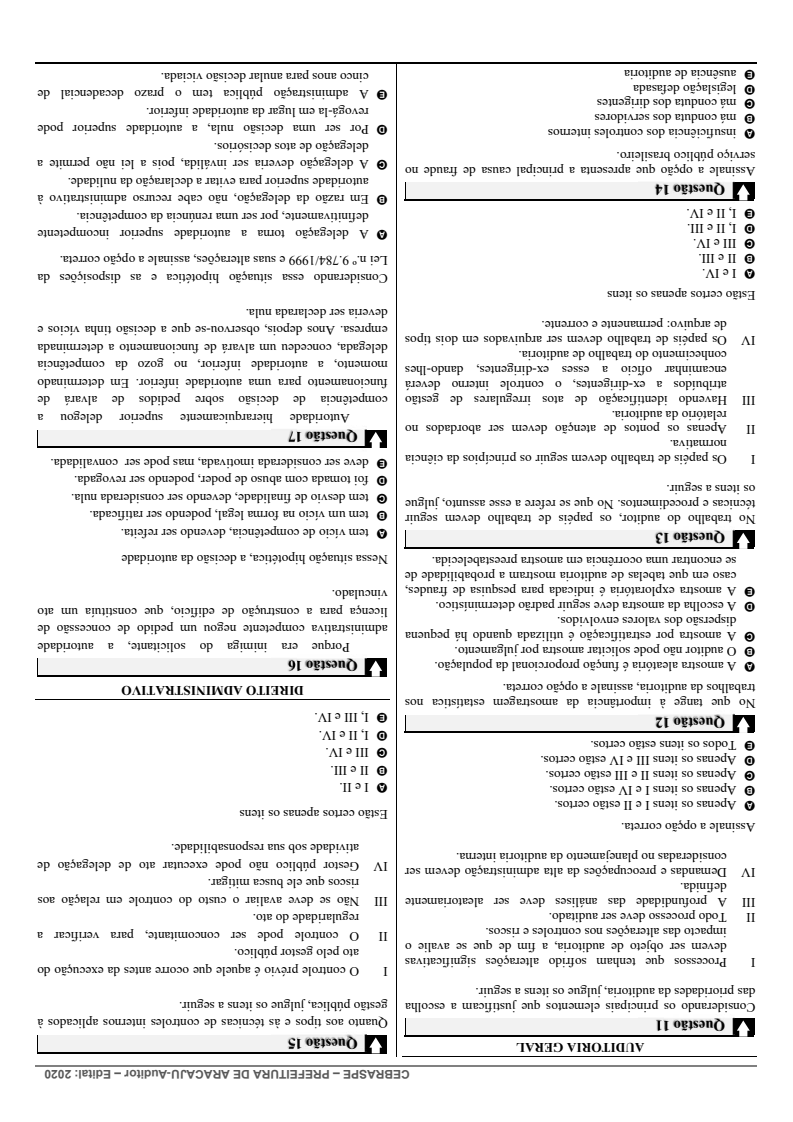 CEBRASPE – PREFEITURA DE ARACAJU-Auditor – Edital: 2020
AUDITORIA GERAL
Questão 11
Considerando os principais elementos que justificam a escolha
das prioridades da auditoria, julgue os itens a seguir.
I Processos que tenham sofrido alterações significativas
devem ser objeto de auditoria, a fim de que se avalie o
impacto das alterações nos controles e riscos.
II Todo processo deve ser auditado.
III A profundidade das análises deve ser aleatoriamente
definida.
IV Demandas e preocupações da alta administração devem ser
consideradas no planejamento da auditoria interna.
Assinale a opção correta.
A Apenas os itens I e II estão certos.
B Apenas os itens I e IV estão certos.
C Apenas os itens II e III estão certos.
D Apenas os itens III e IV estão certos.
E Todos os itens estão certos.
Questão 12
No que tange à importância da amostragem estatística nos
trabalhos da auditoria, assinale a opção correta.
A A amostra aleatória é função proporcional da população.
B O auditor não pode solicitar amostra por julgamento.
C A amostra por estratificação é utilizada quando há pequena
dispersão dos valores envolvidos.
D A escolha da amostra deve seguir padrão determinístico.
E A amostra exploratória é indicada para pesquisa de fraudes,
caso em que tabelas de auditoria mostram a probabilidade de
se encontrar uma ocorrência em amostra preestabelecida.
Questão 13
No trabalho do auditor, os papéis de trabalho devem seguir
técnicas e procedimentos. No que se refere a esse assunto, julgue
os itens a seguir.
I Os papéis de trabalho devem seguir os princípios da ciência
normativa.
II Apenas os pontos de atenção devem ser abordados no
relatório da auditoria.
III Havendo identificação de atos irregulares de gestão
atribuídos a ex-dirigentes, o controle interno deverá
encaminhar ofício a esses ex-dirigentes, dando-lhes
conhecimento do trabalho de auditoria.
IV Os papéis de trabalho devem ser arquivados em dois tipos
de arquivo: permanente e corrente.
Estão certos apenas os itens
A I e IV.
B II e III.
C III e IV.
D I, II e III.
E I, II e IV.
Questão 14
Assinale a opção que apresenta a principal causa de fraude no
serviço público brasileiro.
A insuficiência dos controles internos
B má conduta dos servidores
C má conduta dos dirigentes
D legislação defasada
E ausência de auditoria
Questão 15
Quanto aos tipos e às técnicas de controles internos aplicados à
gestão pública, julgue os itens a seguir.
I O controle prévio é aquele que ocorre antes da execução do
ato pelo gestor público.
II O controle pode ser concomitante, para verificar a
regularidade do ato.
III Não se deve avaliar o custo do controle em relação aos
riscos que ele busca mitigar.
IV Gestor público não pode executar ato de delegação de
atividade sob sua responsabilidade.
Estão certos apenas os itens
A I e II.
B II e III.
C III e IV.
D I, II e IV.
E I, III e IV.
DIREITO ADMINISTRATIVO
Questão 16
Porque era inimiga do solicitante, a autoridade
administrativa competente negou um pedido de concessão de
licença para a construção de edifício, que constituía um ato
vinculado.
Nessa situação hipotética, a decisão da autoridade
A tem vício de competência, devendo ser refeita.
B tem um vício na forma legal, podendo ser ratificada.
C tem desvio de finalidade, devendo ser considerada nula.
D foi tomada com abuso de poder, podendo ser revogada.
E deve ser considerada imotivada, mas pode ser convalidada.
Questão 17
Autoridade hierarquicamente superior delegou a
competência de decisão sobre pedidos de alvará de
funcionamento para uma autoridade inferior. Em determinado
momento, a autoridade inferior, no gozo da competência
delegada, concedeu um alvará de funcionamento a determinada
empresa. Anos depois, observou-se que a decisão tinha vícios e
deveria ser declarada nula.
Considerando essa situação hipotética e as disposições da
Lei n.º 9.784/1999 e suas alterações, assinale a opção correta.
A A delegação torna a autoridade superior incompetente
definitivamente, por ser uma renúncia da competência.
B Em razão da delegação, não cabe recurso administrativo à
autoridade superior para evitar a declaração da nulidade.
C A delegação deveria ser inválida, pois a lei não permite a
delegação de atos decisórios.
D Por ser uma decisão nula, a autoridade superior pode
revogá-la em lugar da autoridade inferior.
E A administração pública tem o prazo decadencial de
cinco anos para anular decisão viciada.